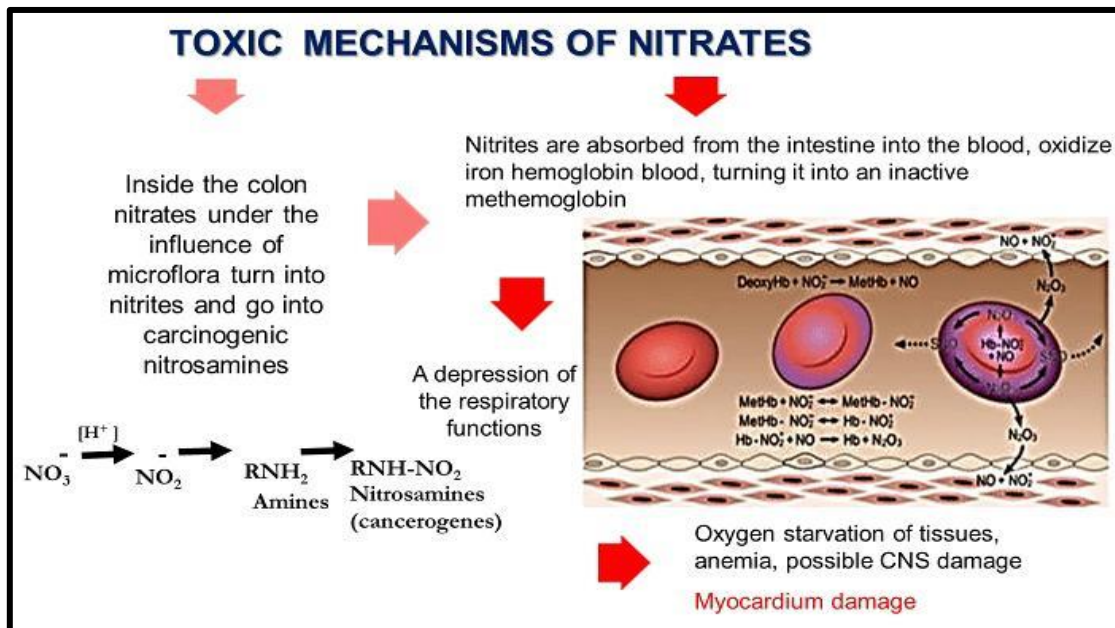 TOXIC MECHANISMS OF NITRATES
Inside the colon
nitrates under the
influence of
microflora turn into
nitrites and go into
carcinogenic
nitrosamines
Nitrites are absorbed from the intestine into the blood, oxidize
iron hemoglobin blood, turning it into an inactive
methemoglobin
A depression of
the respiratory
functions
DeoxyHb + NO₂⁻ → MetHb + NO
MetHb + NO₂⁻ ↔ MetHb - NO₂⁻
MetHb - NO₂⁻ ↔ Hb - NO₂⁻
Hb - NO₂⁻ + NO → Hb + N₂O₃
NO + NO₂⁻
N₂O₃
Hb-NO₂⁻
+ NO
N₂O₃
NO + NO₂⁻
[H⁺]
NO₃⁻ → NO₂⁻ → RNH₂ → RNH-NO₂
Amines
Nitrosamines
(cancerogenes)
Oxygen starvation of tissues,
anemia, possible CNS damage
Myocardium damage